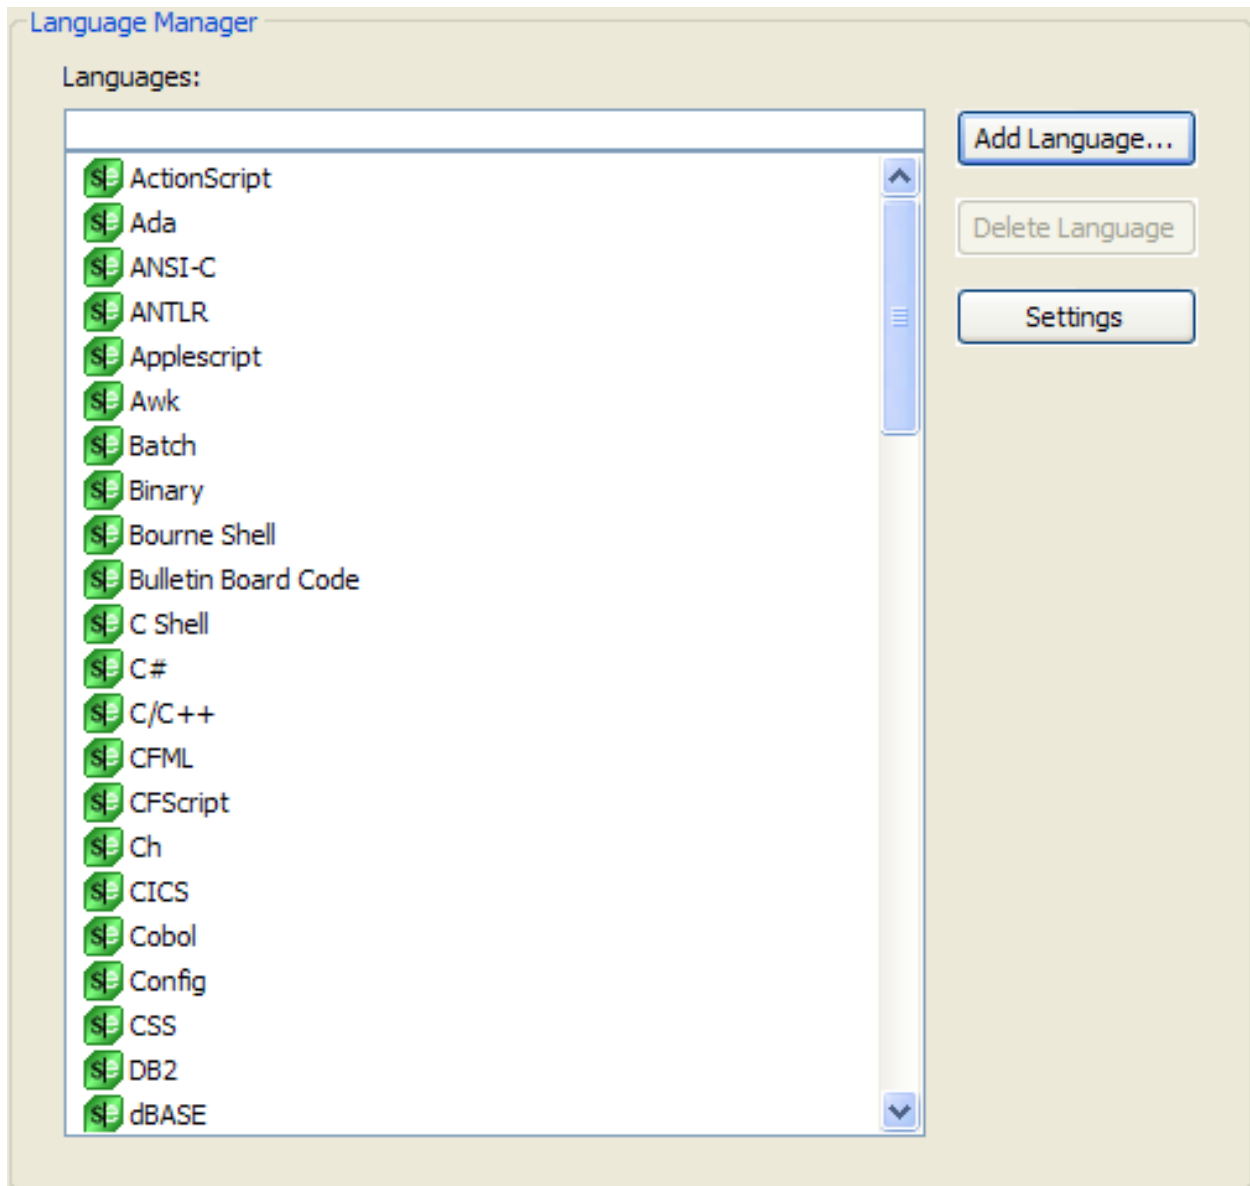 Language Manager
Languages:
Add Language...
ActionScript
Ada
Delete Language
ANSI-C
ANTLR
Settings
Applescript
Awk
Batch
Binary
Bourne Shell
Bulletin Board Code
C Shell
C#
C/C++
CFML
CFScript
Ch
CICS
Cobol
Config
CSS
DB2
dBASE